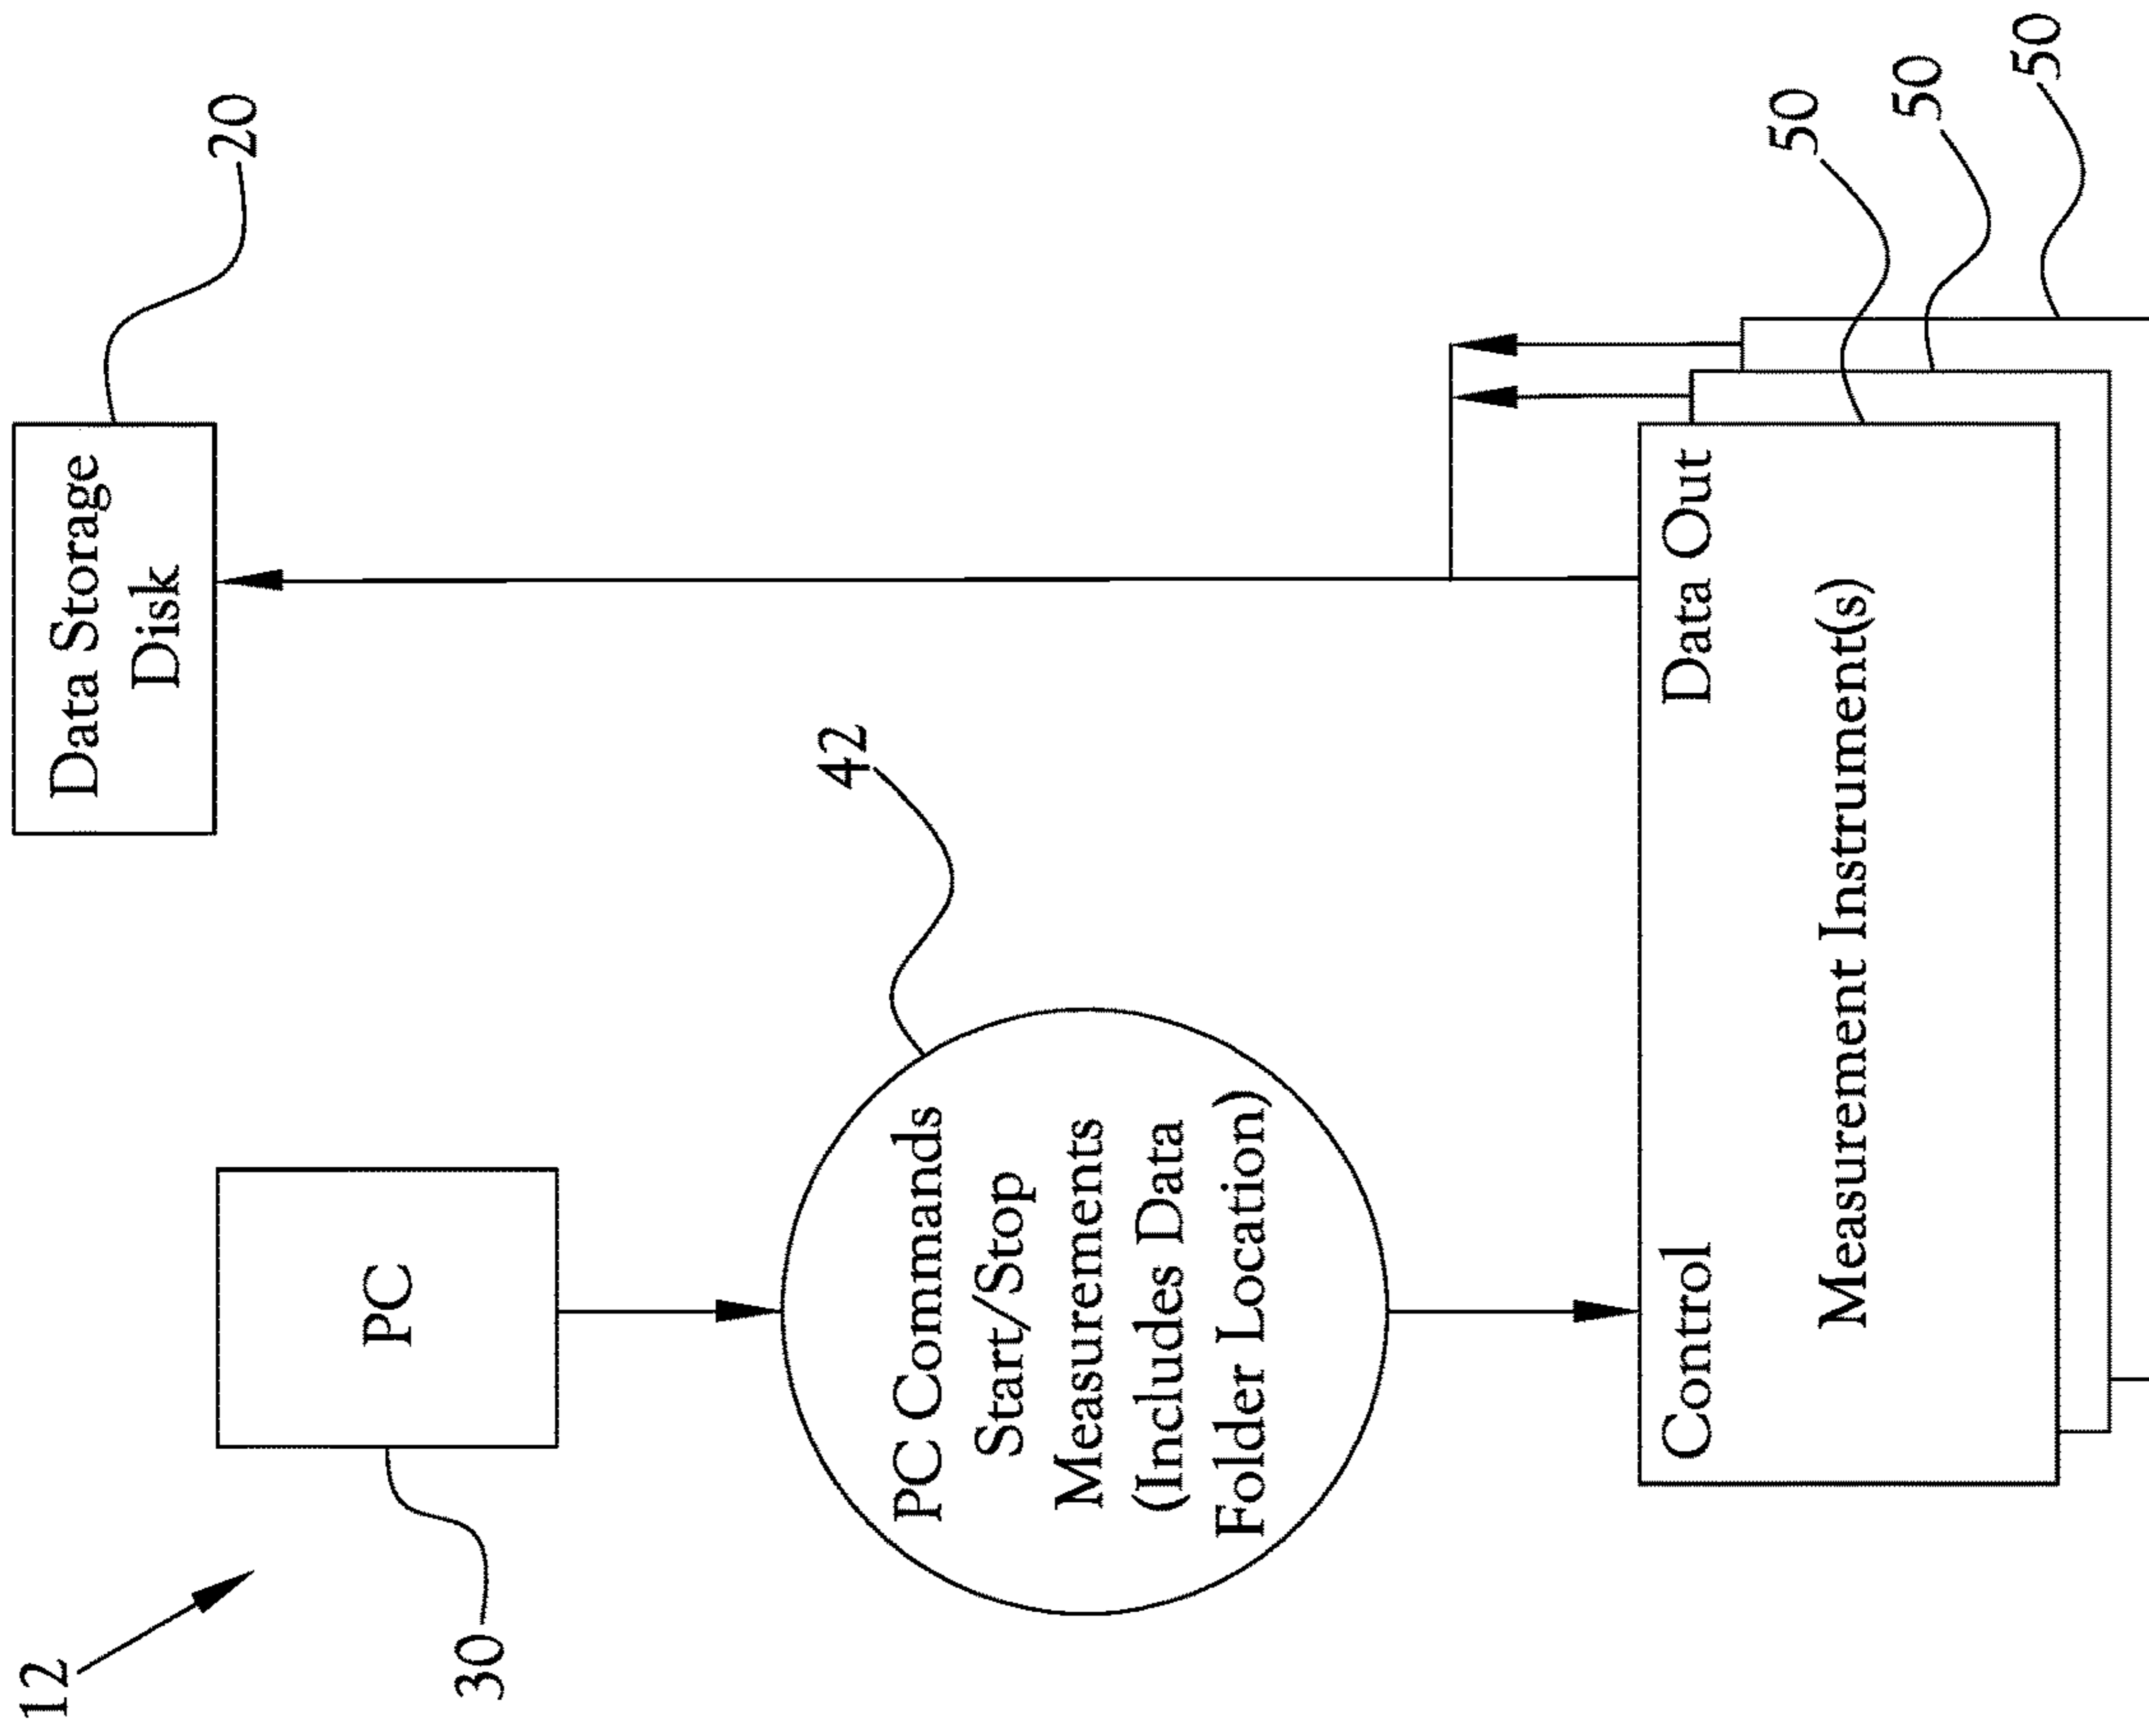 12
30
PC
42
PC Commands
Start/Stop
Measurements
(Includes Data
Folder Location)
20
Data Storage
Disk
Control
Data Out
Measurement Instrument(s)
50
50
50